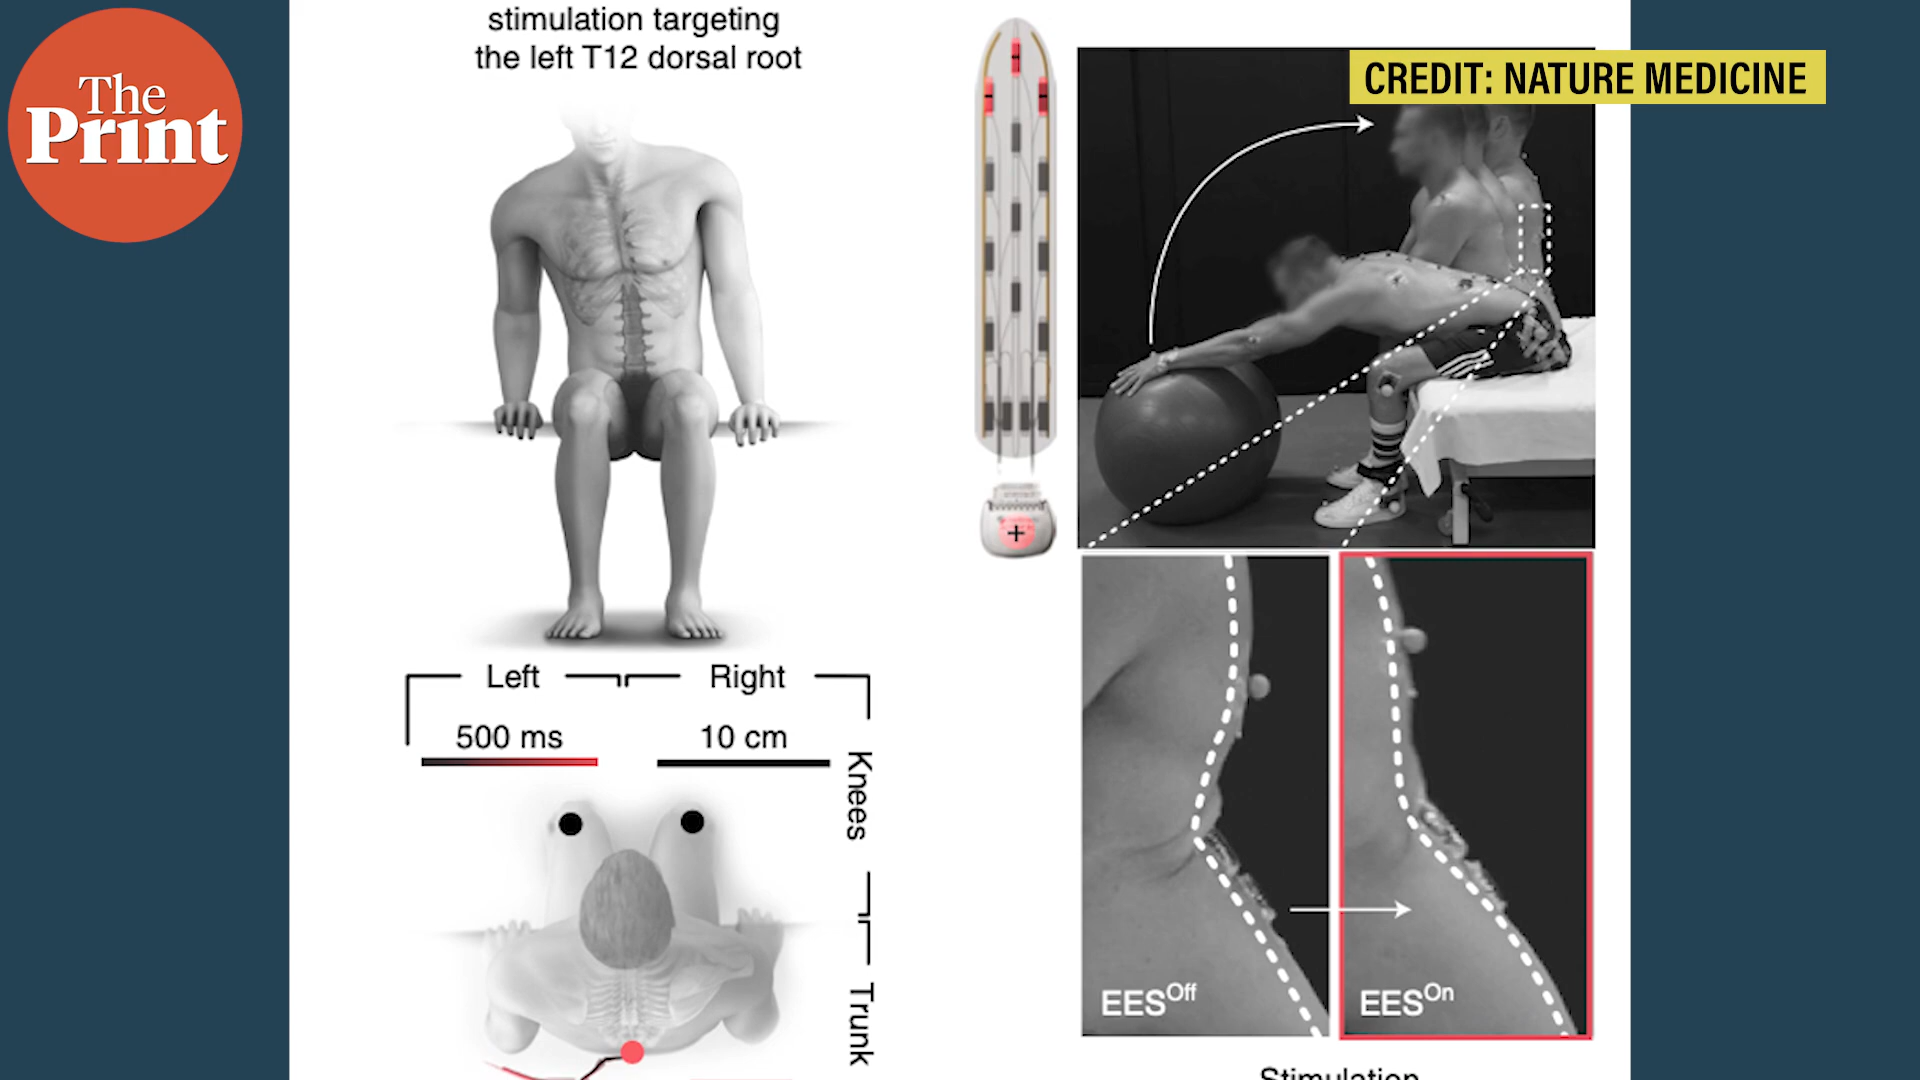 The
Print
stimulation targeting
the left T12 dorsal root
CREDIT: NATURE MEDICINE
+
Left
Right
500 ms
10 cm
Knees
Trunk
EESOff
EESOn
Stimulation